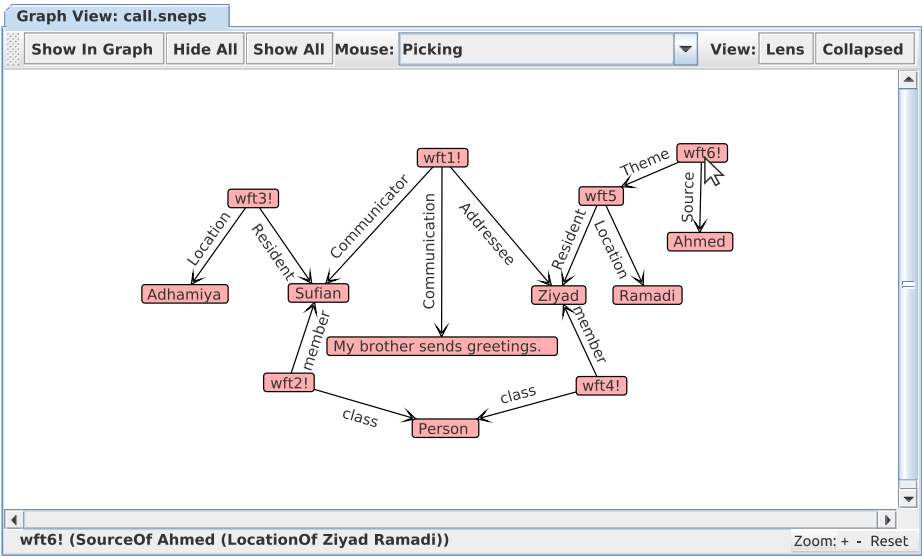 Graph View: call.sneps
Show In Graph Hide All Show All Mouse: Picking View: Lens Collapsed
wft1!
wft6!
Theme
Source
wft3!
wft5
Location
Resident
Communicator
Communication
Addressee
Resident
Location
Ahmed
Adhamiya
Sufian
Ziyad
Ramadi
My brother sends greetings.
member
member
wft2!
wft4!
class
class
Person
wft6! (SourceOf Ahmed (LocationOf Ziyad Ramadi))
Zoom: + - Reset